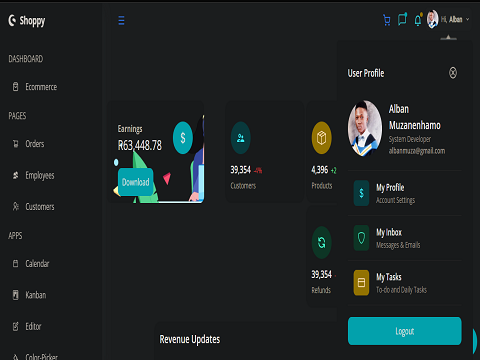 Shoppy
Hi, Alban
DASHBOARD
Ecommerce
PAGES
Orders
Employees
Customers
APPS
Calendar
Kanban
Editor
Color-Picker
Earnings
₹63,448.78
Download
39,354 -4%
Customers
4,396 +2
Products
39,354
Refunds
Revenue Updates
User Profile
Alban
Muzanenhamo
System Developer
albanmuza@gmail.com
My Profile
Account Settings
My Inbox
Messages & Emails
My Tasks
To-do and Daily Tasks
Logout